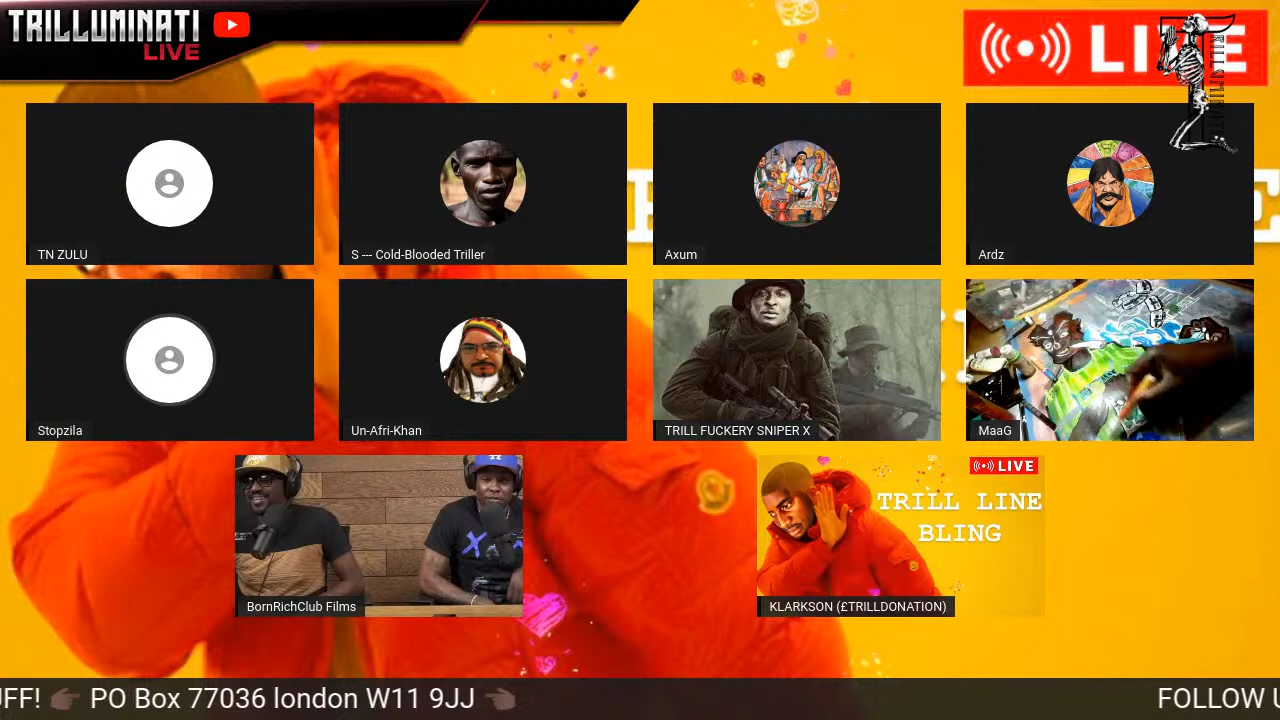 TRILLUMINATI
LIVE
LIVE
TRILLUMINATI
TN ZULU
S --- Cold-Blooded Triller
Axum
Ardz
Stopzila
Un-Afri-Khan
TRILL FUCKERY SNIPER X
MaaG
LIVE
TRILL LINE
BLING
BornRichClub Films
KLARKSON (£TRILLDONATION)
UFF! 👉🏿 PO Box 77036 london W11 9JJ 👈🏿 FOLLOW U